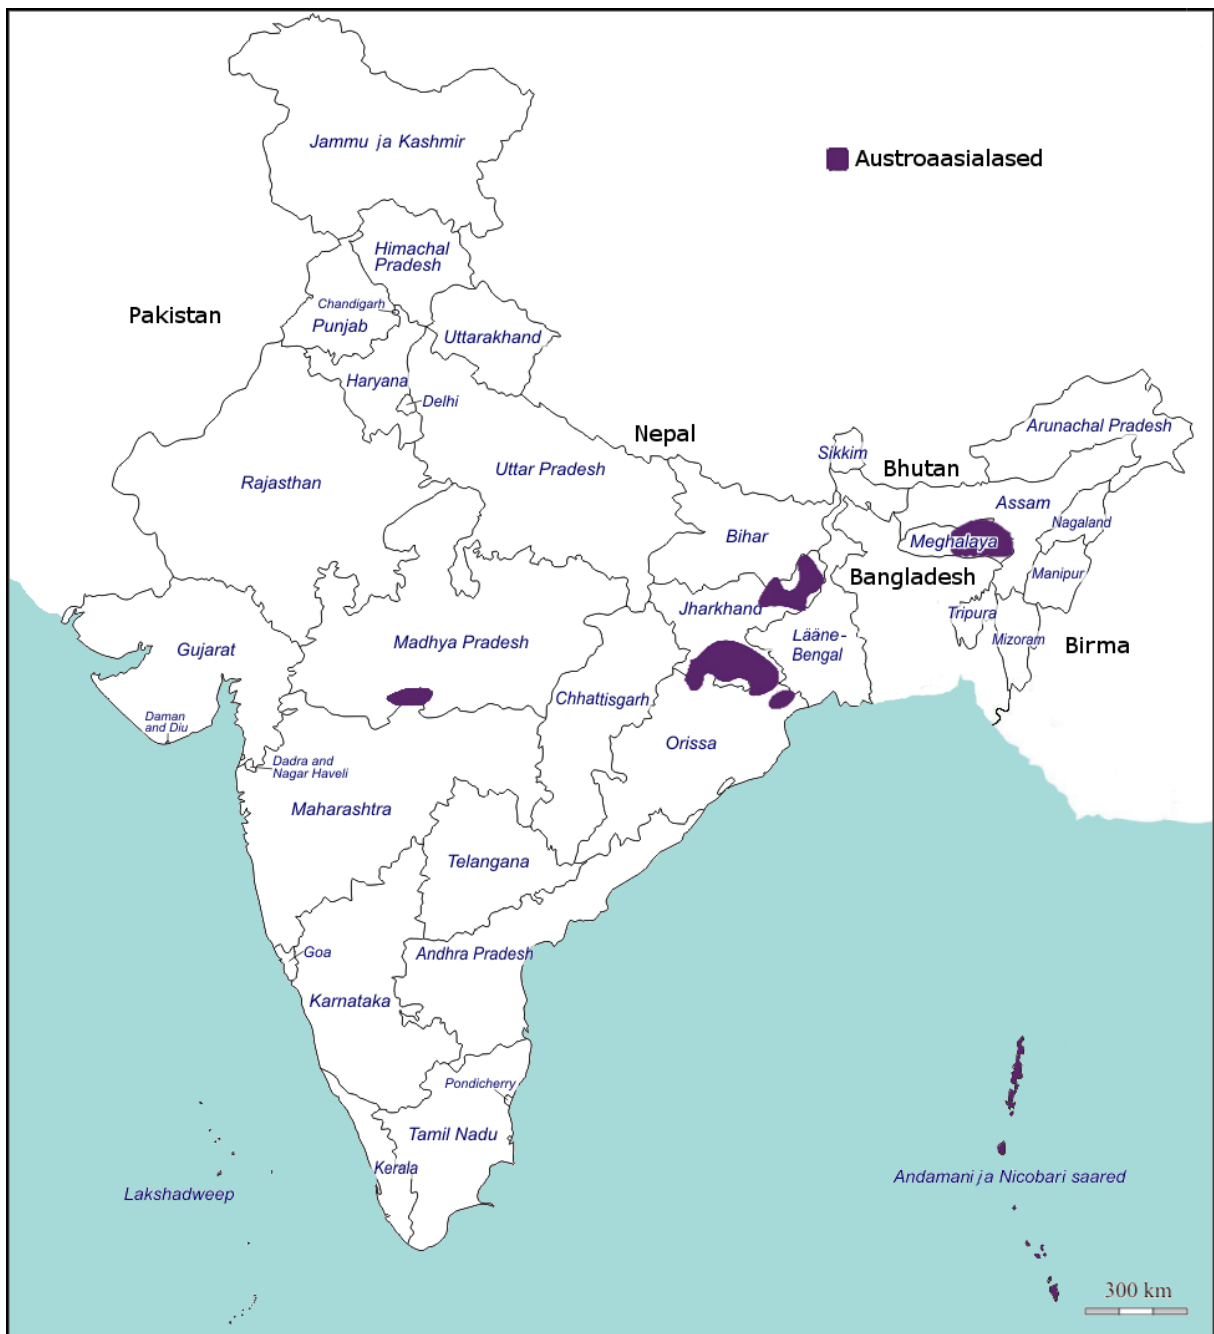 Jammu ja Kashmir
Austroaasialased
Himachal
Pradesh
Chandigarh
Punjab
Pakistan
Uttarakhand
Haryana
Delhi
Nepal
Sikkim
Bhutan
Arunachal Pradesh
Rajasthan
Uttar Pradesh
Assam
Nagaland
Bihar
Meghalaya
Bangladesh
Manipur
Jharkhand
Tripura
Lääne-
Bengal
Mizoram
Birma
Gujarat
Madhya Pradesh
Chhattisgarh
Daman
and Diu
Orissa
Dadra and
Nagar Haveli
Maharashtra
Telangana
Goa
Andhra Pradesh
Karnataka
Pondicherry
Tamil Nadu
Kerala
Lakshadweep
Andamani ja Nicobari saared
300 km